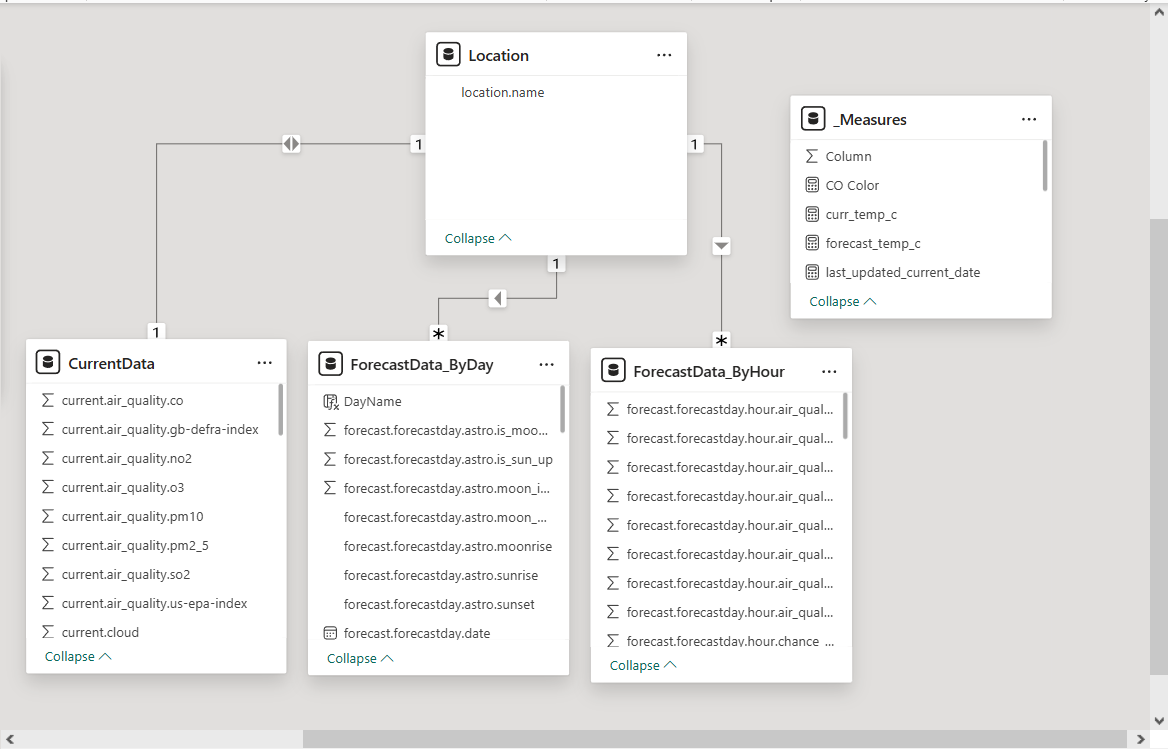 Location
location.name
Collapse
_Measures
Column
CO Color
curr_temp_c
forecast_temp_c
last_updated_current_date
Collapse
1
1
1
1
*
*
CurrentData
current.air_quality.co
current.air_quality.gb-defra-index
current.air_quality.no2
current.air_quality.o3
current.air_quality.pm10
current.air_quality.pm2_5
current.air_quality.so2
current.air_quality.us-epa-index
current.cloud
Collapse
ForecastData_ByDay
DayName
forecast.forecastday.astro.is_moo...
forecast.forecastday.astro.is_sun_up
forecast.forecastday.astro.moon_i...
forecast.forecastday.astro.moon_...
forecast.forecastday.astro.moonrise
forecast.forecastday.astro.sunrise
forecast.forecastday.astro.sunset
forecast.forecastday.date
Collapse
ForecastData_ByHour
forecast.forecastday.hour.air_qual...
forecast.forecastday.hour.air_qual...
forecast.forecastday.hour.air_qual...
forecast.forecastday.hour.air_qual...
forecast.forecastday.hour.air_qual...
forecast.forecastday.hour.air_qual...
forecast.forecastday.hour.air_qual...
forecast.forecastday.hour.air_qual...
forecast.forecastday.hour.chance_...
Collapse